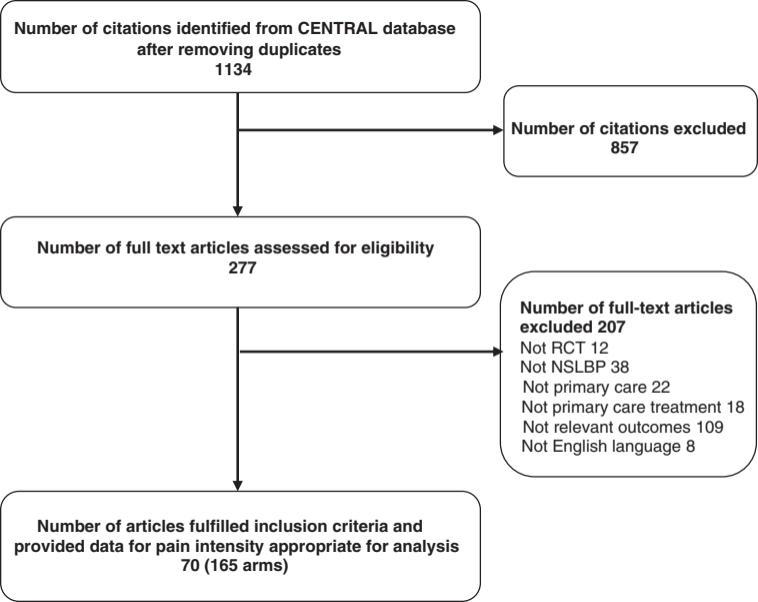 Number of citations identified from CENTRAL database
after removing duplicates
1134
Number of citations excluded
857
Number of full text articles assessed for eligibility
277
Number of full-text articles
excluded 207
Not RCT 12
Not NSLBP 38
Not primary care 22
Not primary care treatment 18
Not relevant outcomes 109
Not English language 8
Number of articles fulfilled inclusion criteria and
provided data for pain intensity appropriate for analysis
70 (165 arms)